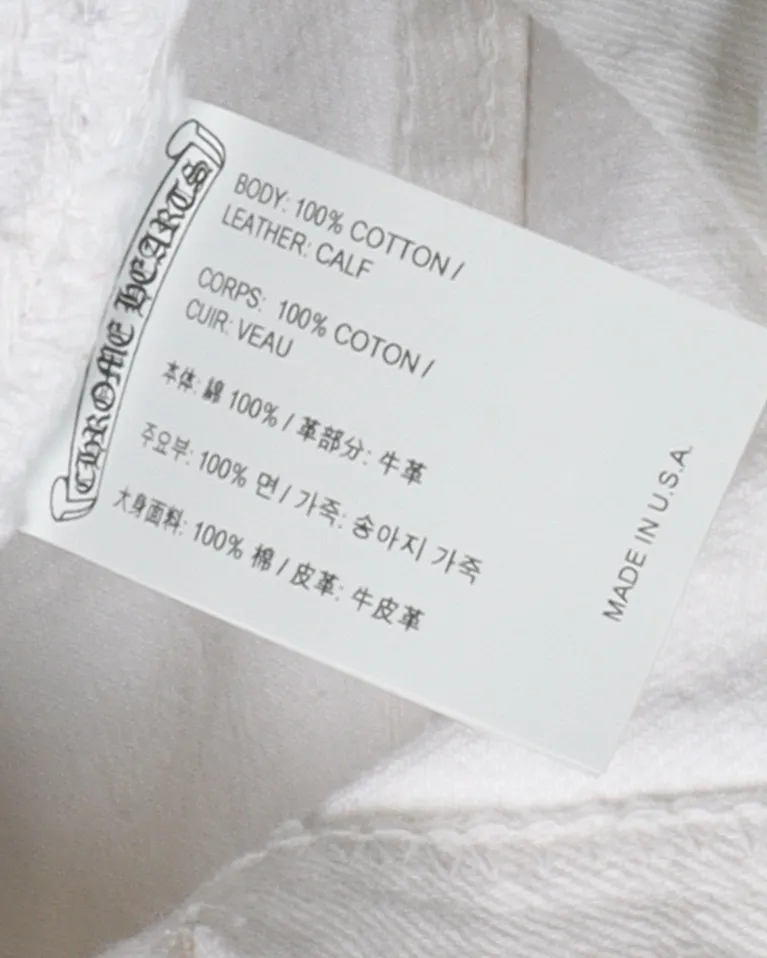 CHROME HEARTS
BODY: 100% COTTON /
LEATHER: CALF
CORPS: 100% COTON /
CUIR: VEAU
本体: 綿 100% / 革部分: 牛革
주요부: 100% 면 / 가죽: 송아지 가죽
大身面料: 100% 棉 / 皮革: 牛皮革
MADE IN U.S.A.